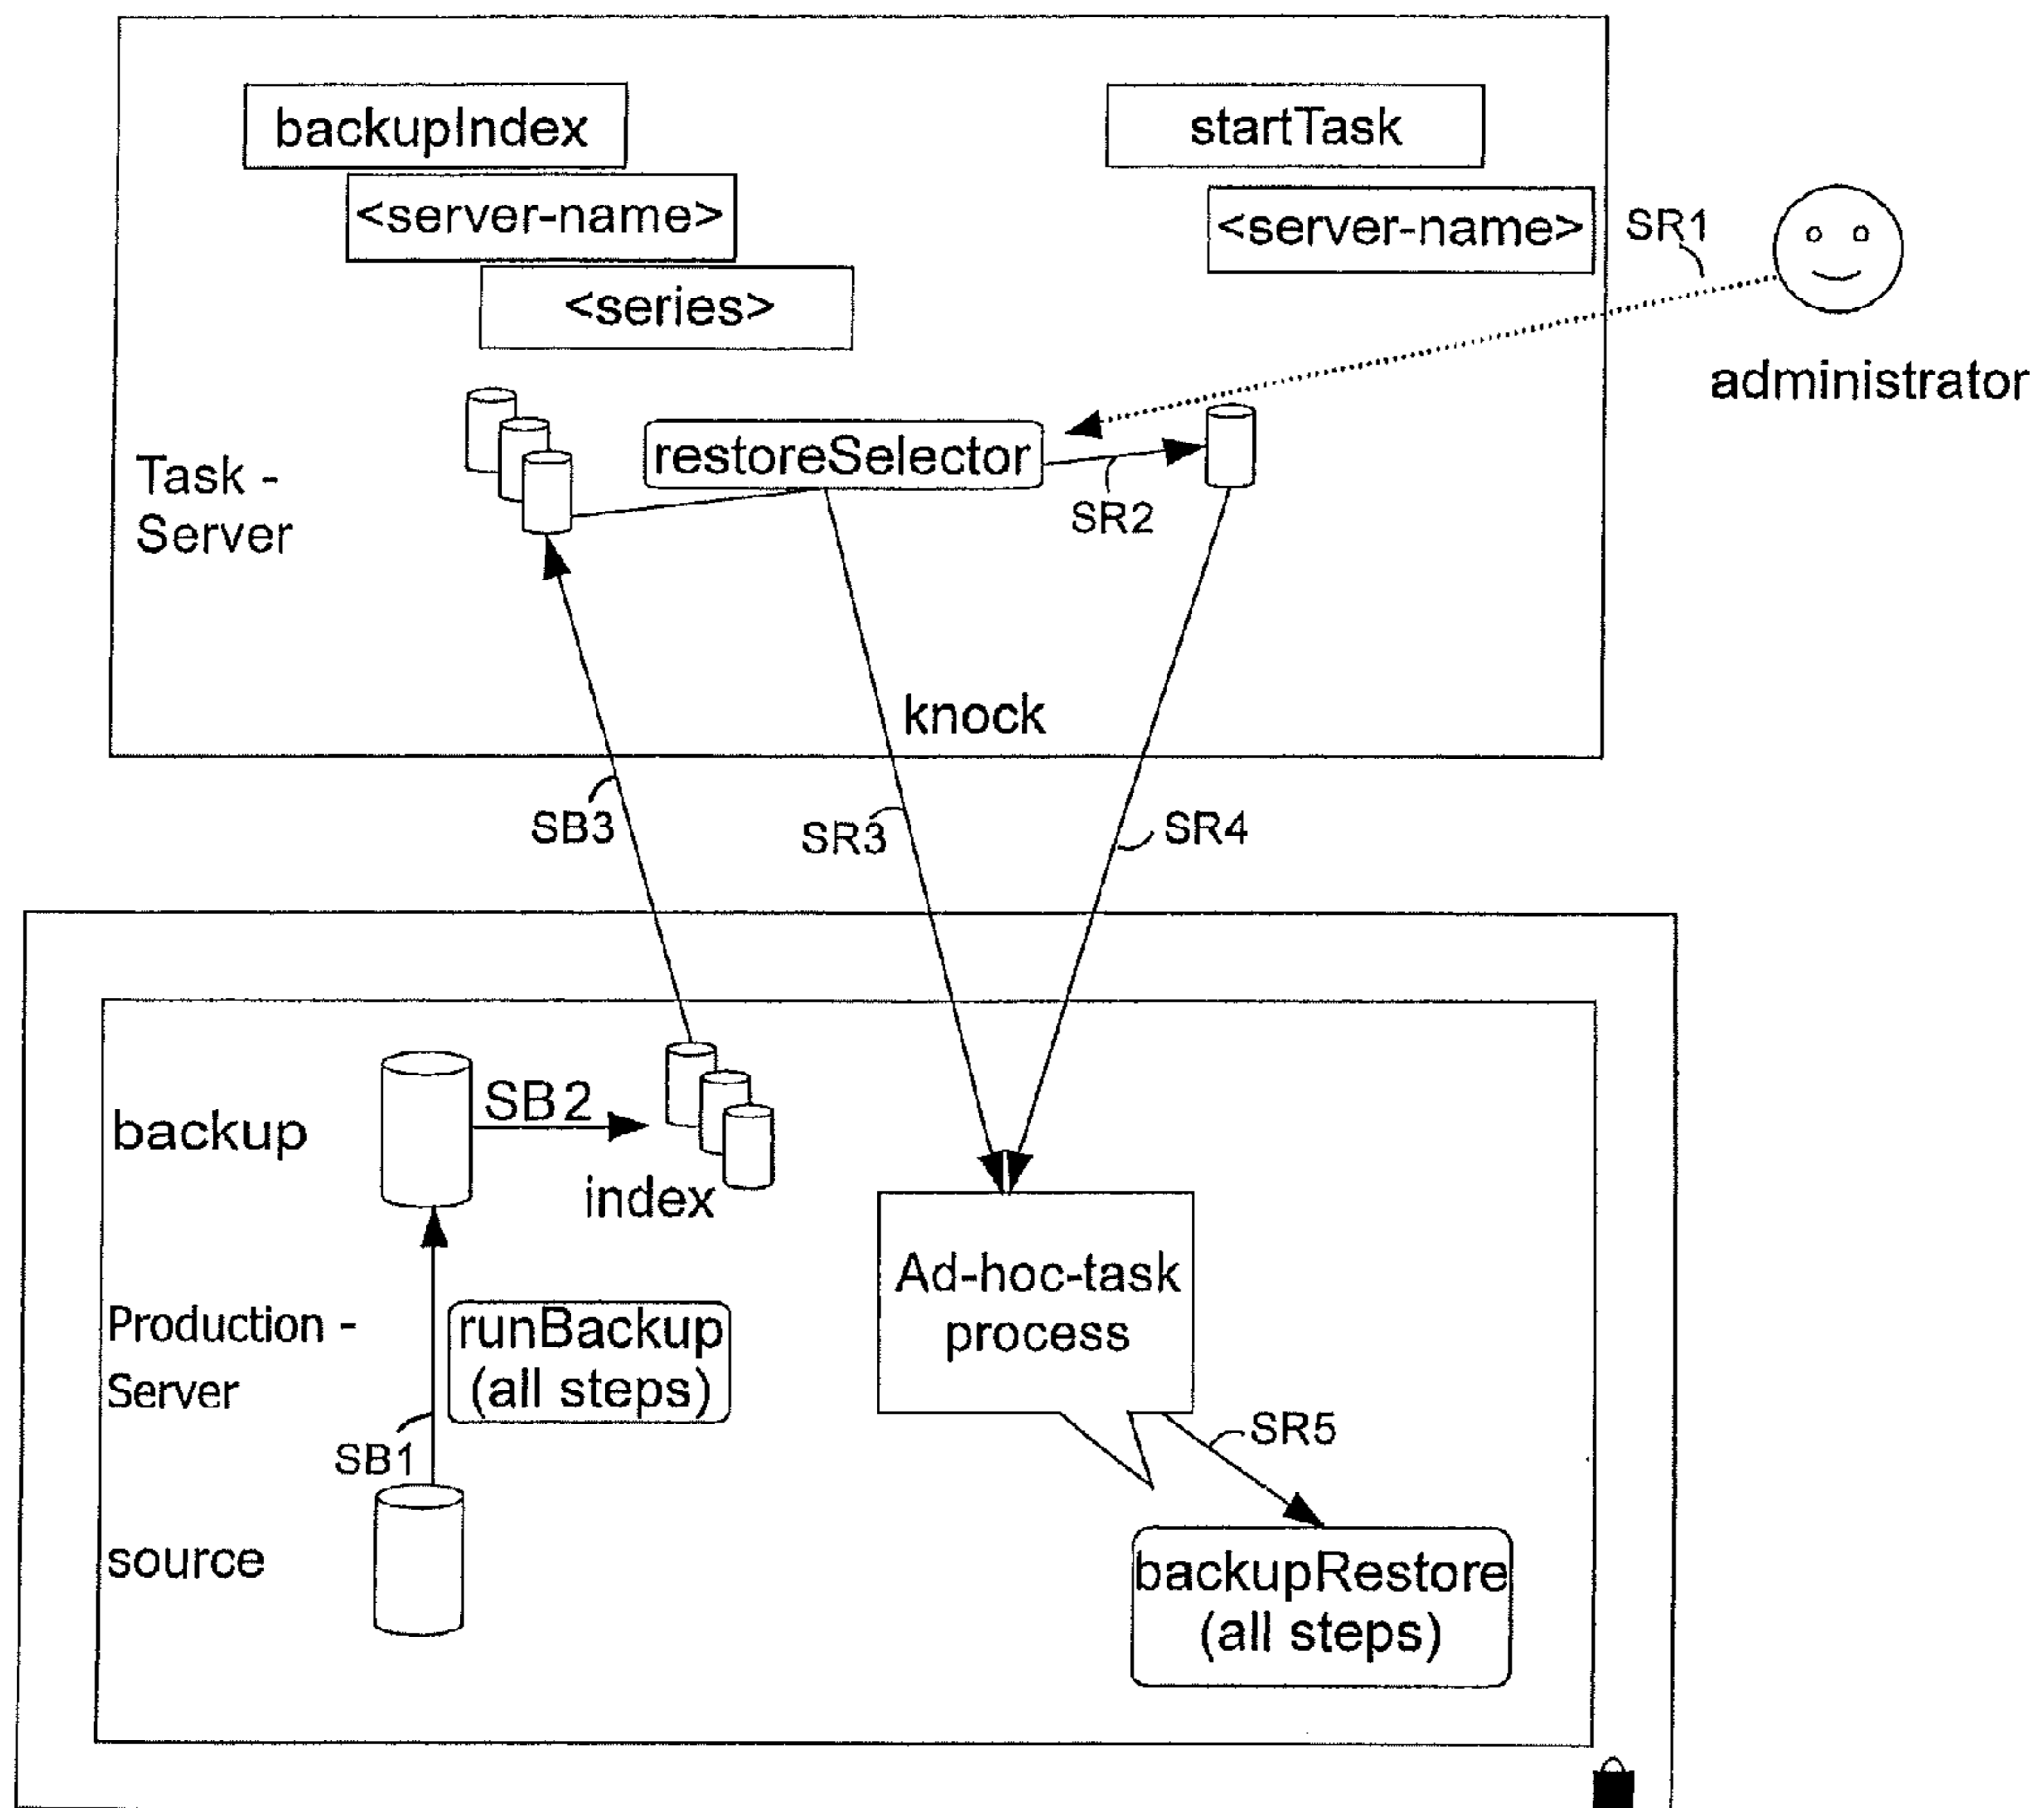 backupIndex
startTask
<server-name>
<server-name>
SR1
<series>
administrator
restoreSelector
Task -
Server
SR2
knock
SB3
SR3
SR4
backup
SB2
index
Ad-hoc-task
process
Production -
Server
runBackup
(all steps)
SB1
SR5
source
backupRestore
(all steps)